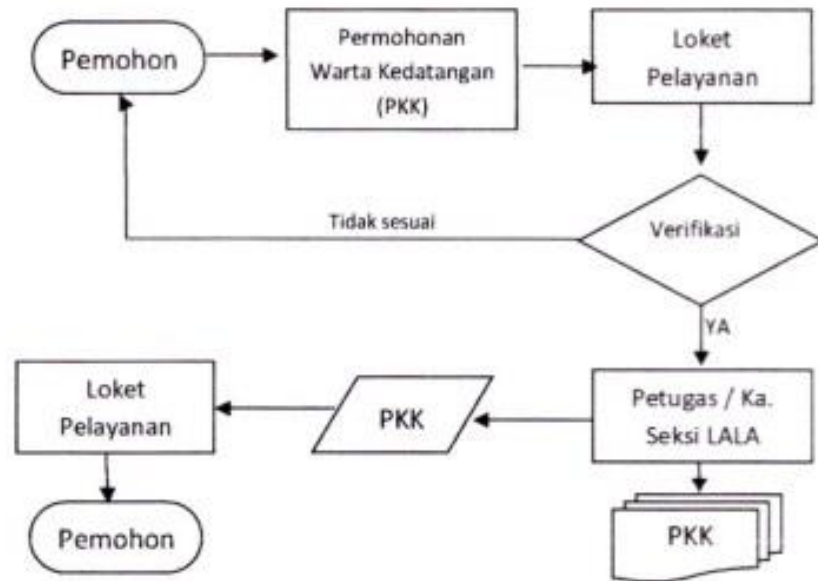 Pemohon
Permohonan
Warta Kedatangan
(PKK)
Loket
Pelayanan
Verifikasi
Tidak sesuai
YA
Petugas / Ka.
Seksi LALA
PKK
Loket
Pelayanan
PKK
Pemohon